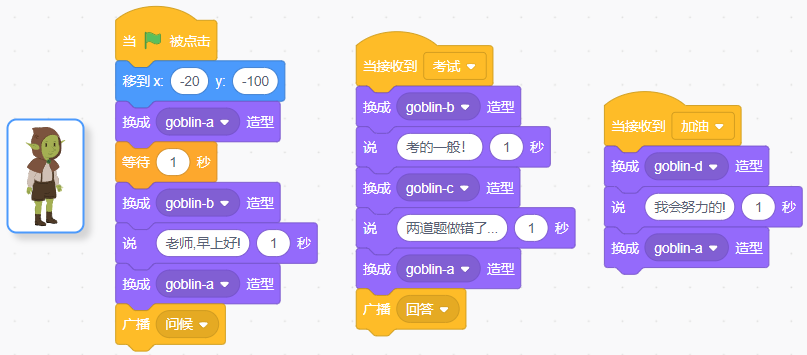 当 被点击
移到 x: -20 y: -100
换成 goblin-a 造型
等待 1 秒
换成 goblin-b 造型
说 老师,早上好! 1 秒
换成 goblin-a 造型
广播 问候
当接收到 考试
换成 goblin-b 造型
说 考的一般! 1 秒
换成 goblin-c 造型
说 两道题做错了... 1 秒
换成 goblin-a 造型
广播 回答
当接收到 加油
换成 goblin-d 造型
说 我会努力的! 1 秒
换成 goblin-a 造型